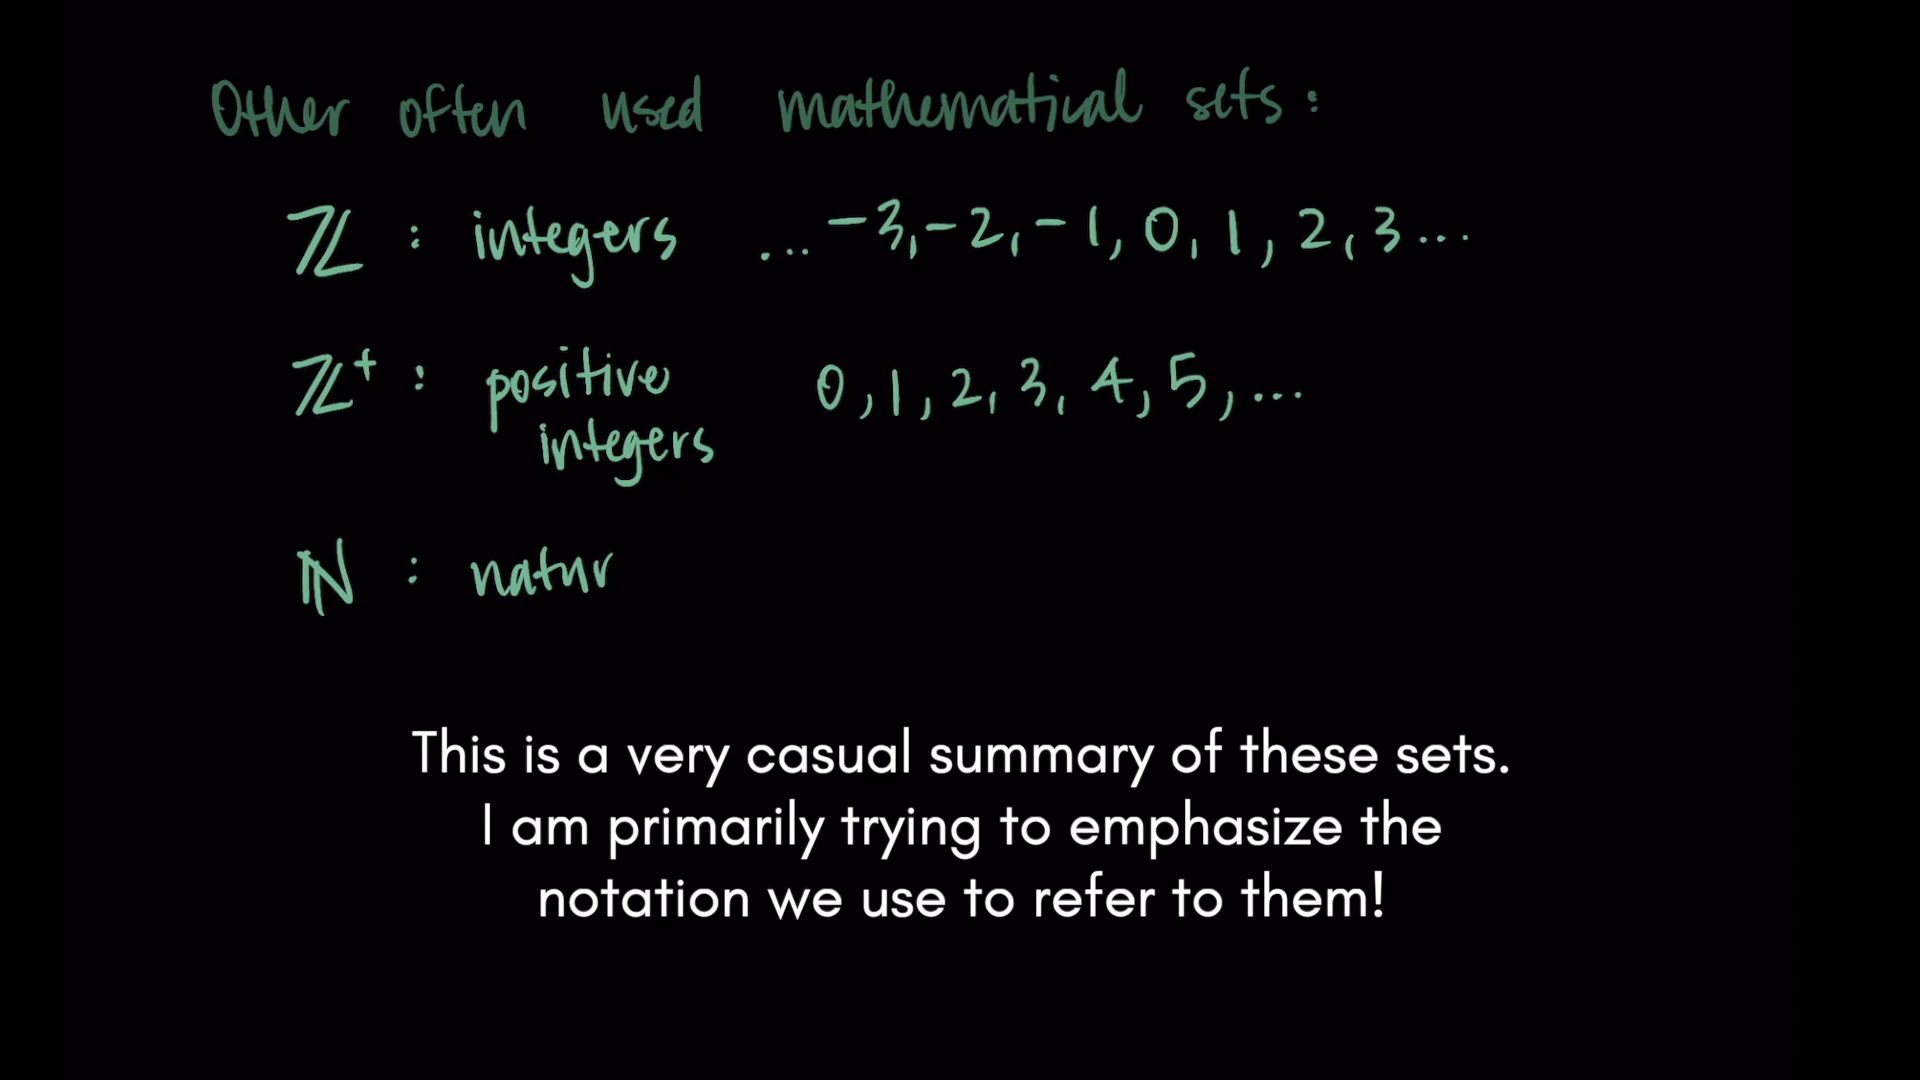 Other often used mathematical sets:
ℤ : integers ... -3, -2, -1, 0, 1, 2, 3 ...
ℤ⁺ : positive 0, 1, 2, 3, 4, 5, ...
integers
ℕ : natur
This is a very casual summary of these sets.
I am primarily trying to emphasize the
notation we use to refer to them!